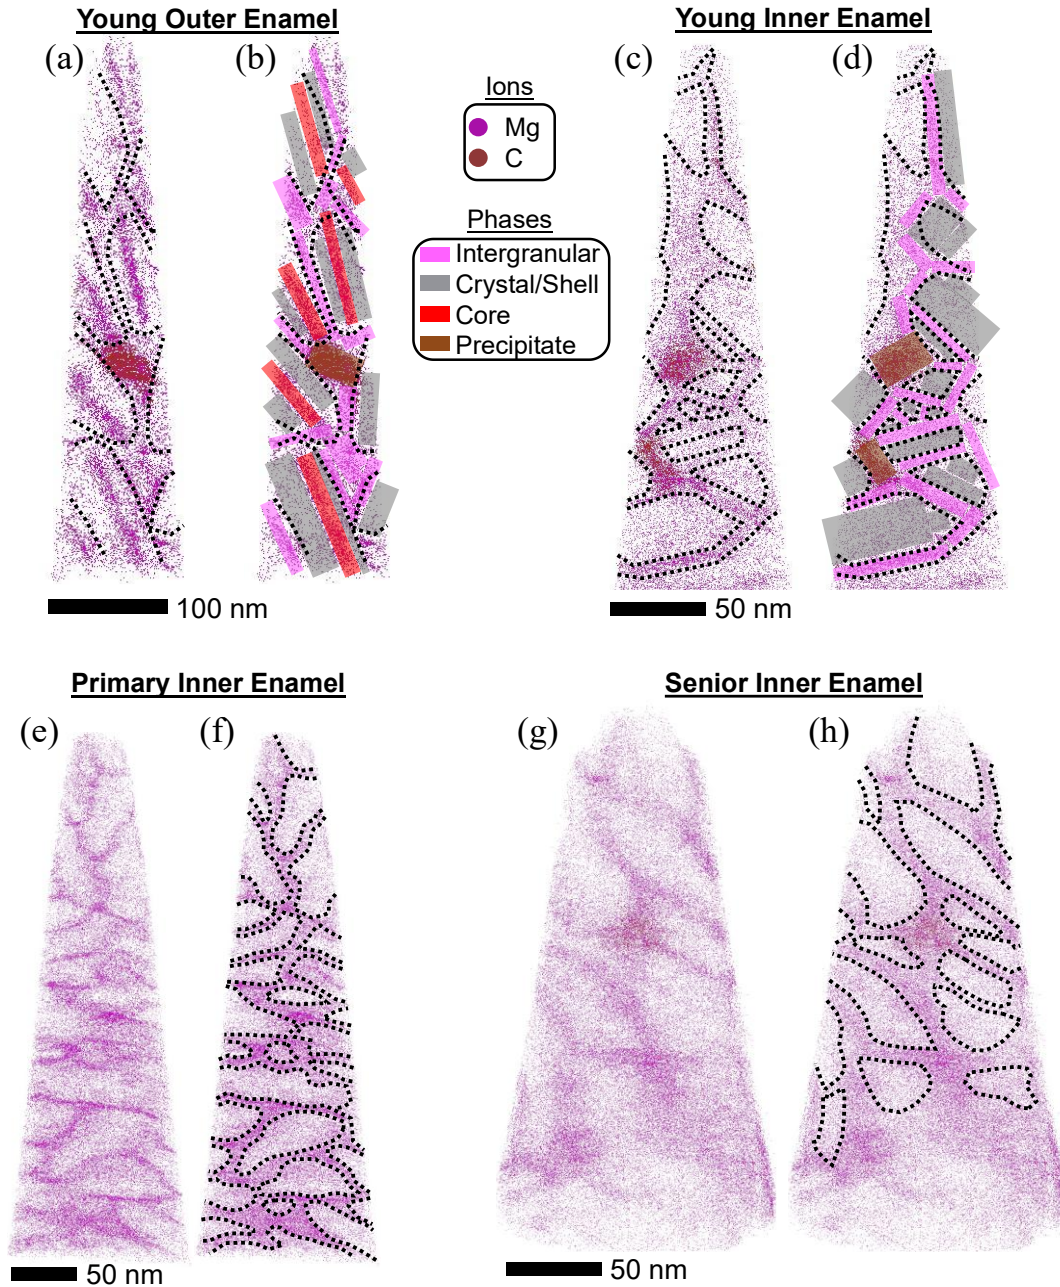 Young Outer Enamel
Young Inner Enamel
(a)
(b)
(c)
(d)
Ions
Mg
C
Phases
Intergranular
Crystal/Shell
Core
Precipitate
100 nm
50 nm
Primary Inner Enamel
Senior Inner Enamel
(e)
(f)
(g)
(h)
50 nm
50 nm